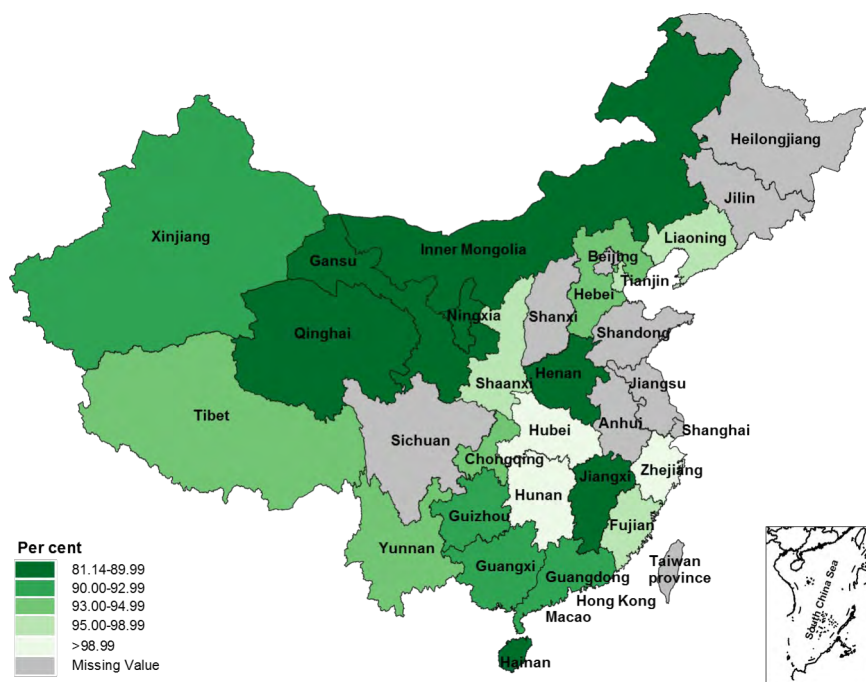 Heilongjiang
Jilin
Xinjiang
Liaoning
Inner Mongolia
Beijing
Gansu
Tianjin
Hebei
Ningxia
Shanxi
Qinghai
Shandong
Henan
Shaanxi
Jiangsu
Tibet
Hubei
Anhui
Shanghai
Sichuan
Chongqing
Zhejiang
Jiangxi
Hunan
Guizhou
Fujian
Yunnan
Taiwan
province
Guangxi
Guangdong
Hong Kong
Macao
Hainan
Per cent
81.14-89.99
90.00-92.99
93.00-94.99
95.00-98.99
>98.99
Missing Value
South China Sea